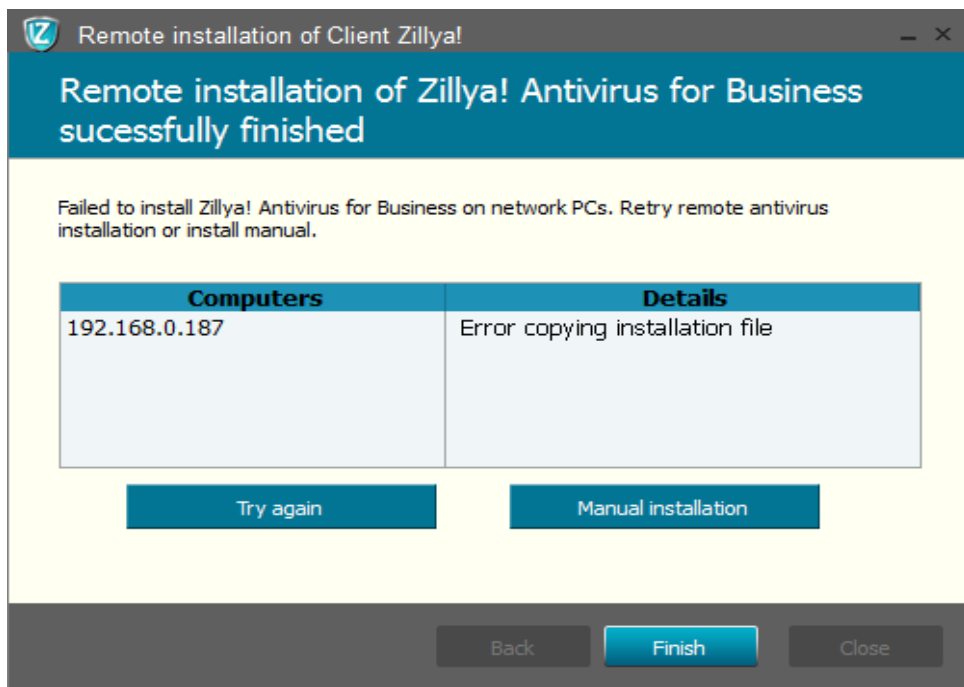 Z Remote installation of Client Zillya!
Remote installation of Zillya! Antivirus for Business
sucessfully finished
Failed to install Zillya! Antivirus for Business on network PCs. Retry remote antivirus
installation or install manual.
Computers Details
192.168.0.187 Error copying installation file
Try again Manual installation
Back Finish Close